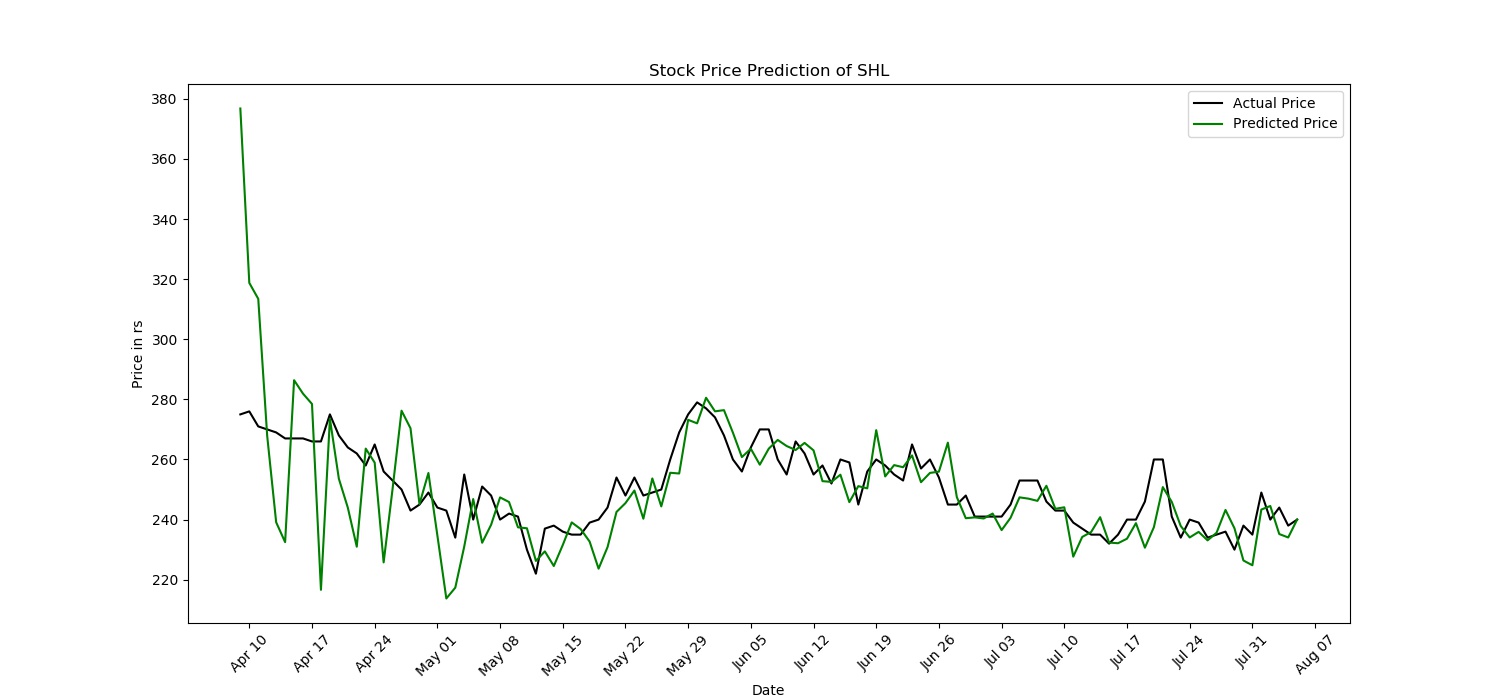 Stock Price Prediction of SHL
Actual Price
Predicted Price
Price in rs
380
360
340
320
300
280
260
240
220
Apr 10
Apr 17
Apr 24
May 01
May 08
May 15
May 22
May 29
Jun 05
Jun 12
Jun 19
Jun 26
Jul 03
Jul 10
Jul 17
Jul 24
Jul 31
Aug 07
Date